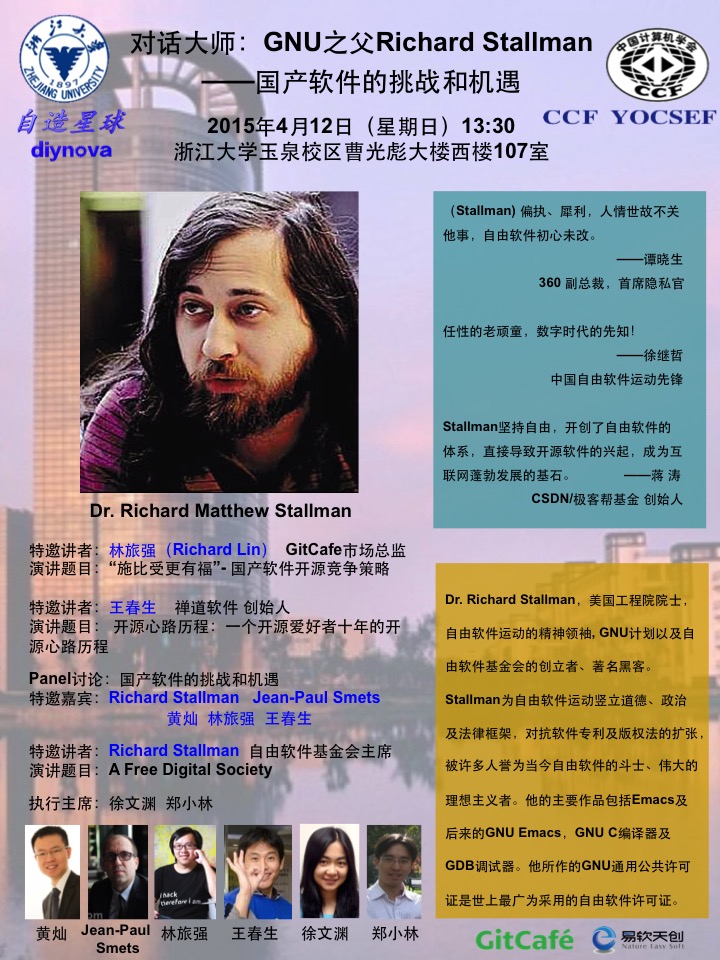 对话大师：GNU之父Richard Stallman
——国产软件的挑战和机遇
2015年4月12日（星期日）13:30
浙江大学玉泉校区曹光彪大楼西楼107室
浙江大学
1897
ZHEJIANG UNIVERSITY
自造星球
diynova
中国计算机学会
CCF
CCF YOCSEF
Dr. Richard Matthew Stallman
特邀讲者：林旅强（Richard Lin） GitCafe市场总监
演讲题目：“施比受更有福”- 国产软件开源竞争策略
特邀讲者：王春生 禅道软件 创始人
演讲题目： 开源心路历程：一个开源爱好者十年的开
源心路历程
Panel讨论：国产软件的挑战和机遇
特邀嘉宾：Richard Stallman Jean-Paul Smets
黄灿 林旅强 王春生
特邀讲者：Richard Stallman 自由软件基金会主席
演讲题目：A Free Digital Society
执行主席：徐文渊 郑小林
I hack
therefore I am
om
黄灿
Jean-Paul
Smets
林旅强
王春生
徐文渊
郑小林
（Stallman) 偏执、犀利，人情世故不关
他事，自由软件初心未改。
——谭晓生
360 副总裁，首席隐私官
任性的老顽童，数字时代的先知！
——徐继哲
中国自由软件运动先锋
Stallman坚持自由，开创了自由软件的
体系，直接导致开源软件的兴起，成为互
联网蓬勃发展的基石。 ——蒋 涛
CSDN/极客帮基金 创始人
Dr. Richard Stallman，美国工程院院士，
自由软件运动的精神领袖, GNU计划以及自
由软件基金会的创立者、著名黑客。
Stallman为自由软件运动竖立道德、政治
及法律框架，对抗软件专利及版权法的扩张，
被许多人誉为当今自由软件的斗士、伟大的
理想主义者。他的主要作品包括Emacs及
后来的GNU Emacs，GNU C编译器及
GDB调试器。他所作的GNU通用公共许可
证是世上最广为采用的自由软件许可证。
GitCafé
易软天创
Nature Easy Soft